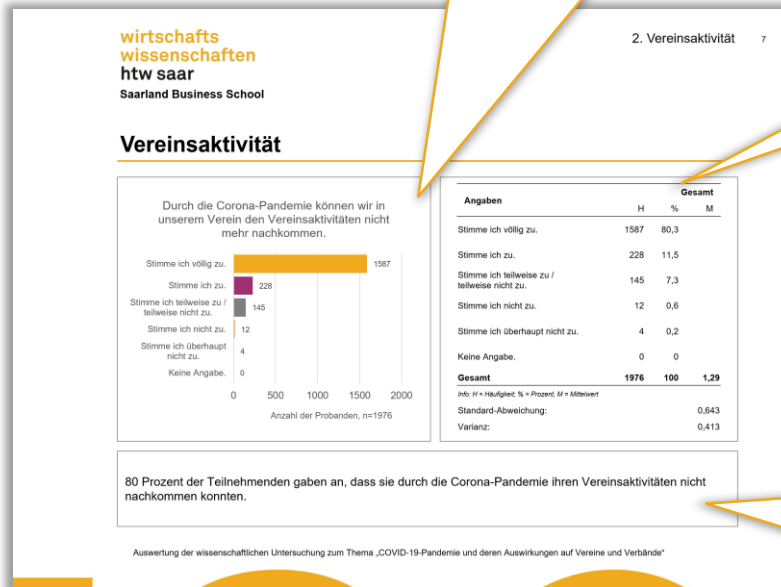 wirtschafts
wissenschaften
htw saar
Saarland Business School
2. Vereinsaktivität 7
Vereinsaktivität
Durch die Corona-Pandemie können wir in
unserem Verein den Vereinsaktivitäten nicht
mehr nachkommen.
Stimme ich völlig zu. 1587
Stimme ich zu. 228
Stimme ich teilweise zu /
teilweise nicht zu. 145
Stimme ich nicht zu. 12
Stimme ich überhaupt
nicht zu. 4
Keine Angabe. 0
0 500 1000 1500 2000
Anzahl der Probanden, n=1976
Angaben Gesamt
H % M
Stimme ich völlig zu. 1587 80,3
Stimme ich zu. 228 11,5
Stimme ich teilweise zu /
teilweise nicht zu. 145 7,3
Stimme ich nicht zu. 12 0,6
Stimme ich überhaupt nicht zu. 4 0,2
Keine Angabe. 0 0
Gesamt 1976 100 1,29
Info: H = Häufigkeit; % = Prozent, M = Mittelwert
Standard-Abweichung: 0,643
Varianz: 0,413
80 Prozent der Teilnehmenden gaben an, dass sie durch die Corona-Pandemie ihren Vereinsaktivitäten nicht
nachkommen konnten.
Auswertung der wissenschaftlichen Untersuchung zum Thema „COVID-19-Pandemie und deren Auswirkungen auf Vereine und Verbände"